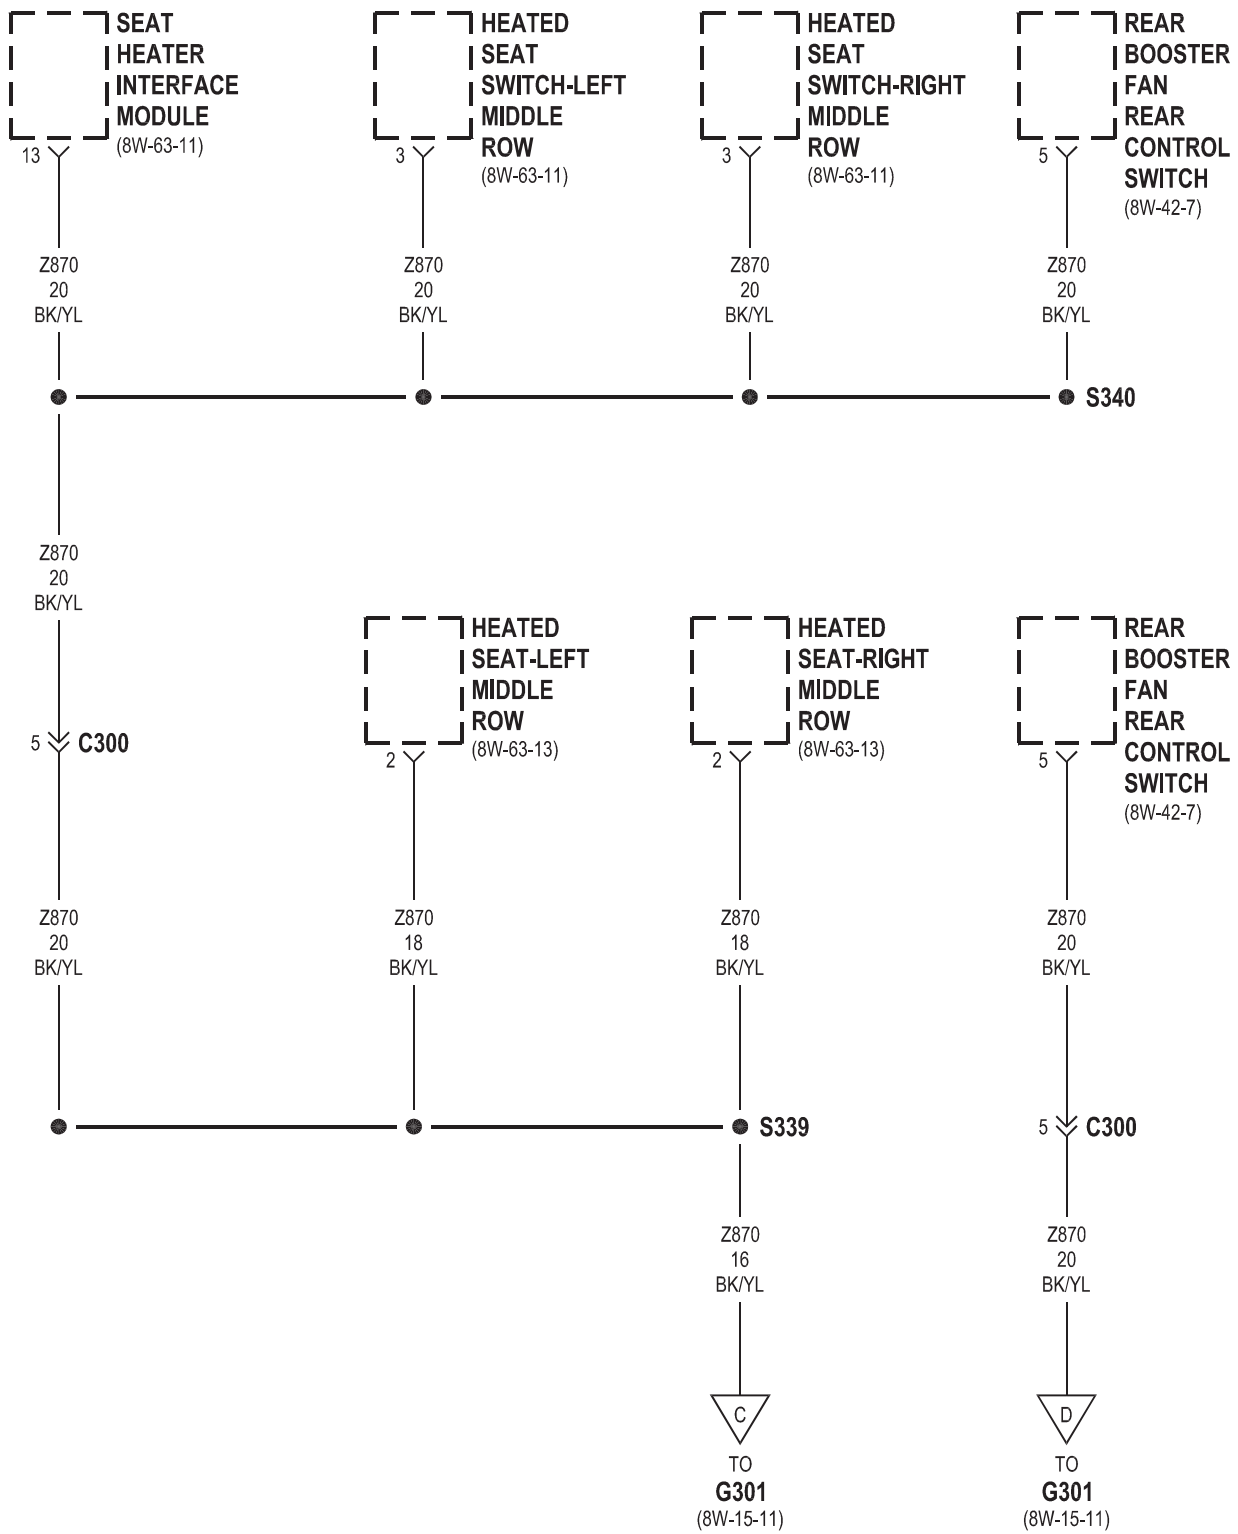 SEAT
HEATER
INTERFACE
MODULE
(8W-63-11)
13
HEATED
SEAT
SWITCH-LEFT
MIDDLE
ROW
(8W-63-11)
3
HEATED
SEAT
SWITCH-RIGHT
MIDDLE
ROW
(8W-63-11)
3
REAR
BOOSTER
FAN
REAR
CONTROL
SWITCH
(8W-42-7)
5
Z870
20
BK/YL
Z870
20
BK/YL
Z870
20
BK/YL
Z870
20
BK/YL
S340
Z870
20
BK/YL
5
C300
HEATED
SEAT-LEFT
MIDDLE
ROW
(8W-63-13)
2
HEATED
SEAT-RIGHT
MIDDLE
ROW
(8W-63-13)
2
REAR
BOOSTER
FAN
REAR
CONTROL
SWITCH
(8W-42-7)
5
Z870
20
BK/YL
Z870
18
BK/YL
Z870
18
BK/YL
Z870
20
BK/YL
S339
5
C300
Z870
16
BK/YL
Z870
20
BK/YL
C
TO
G301
(8W-15-11)
D
TO
G301
(8W-15-11)